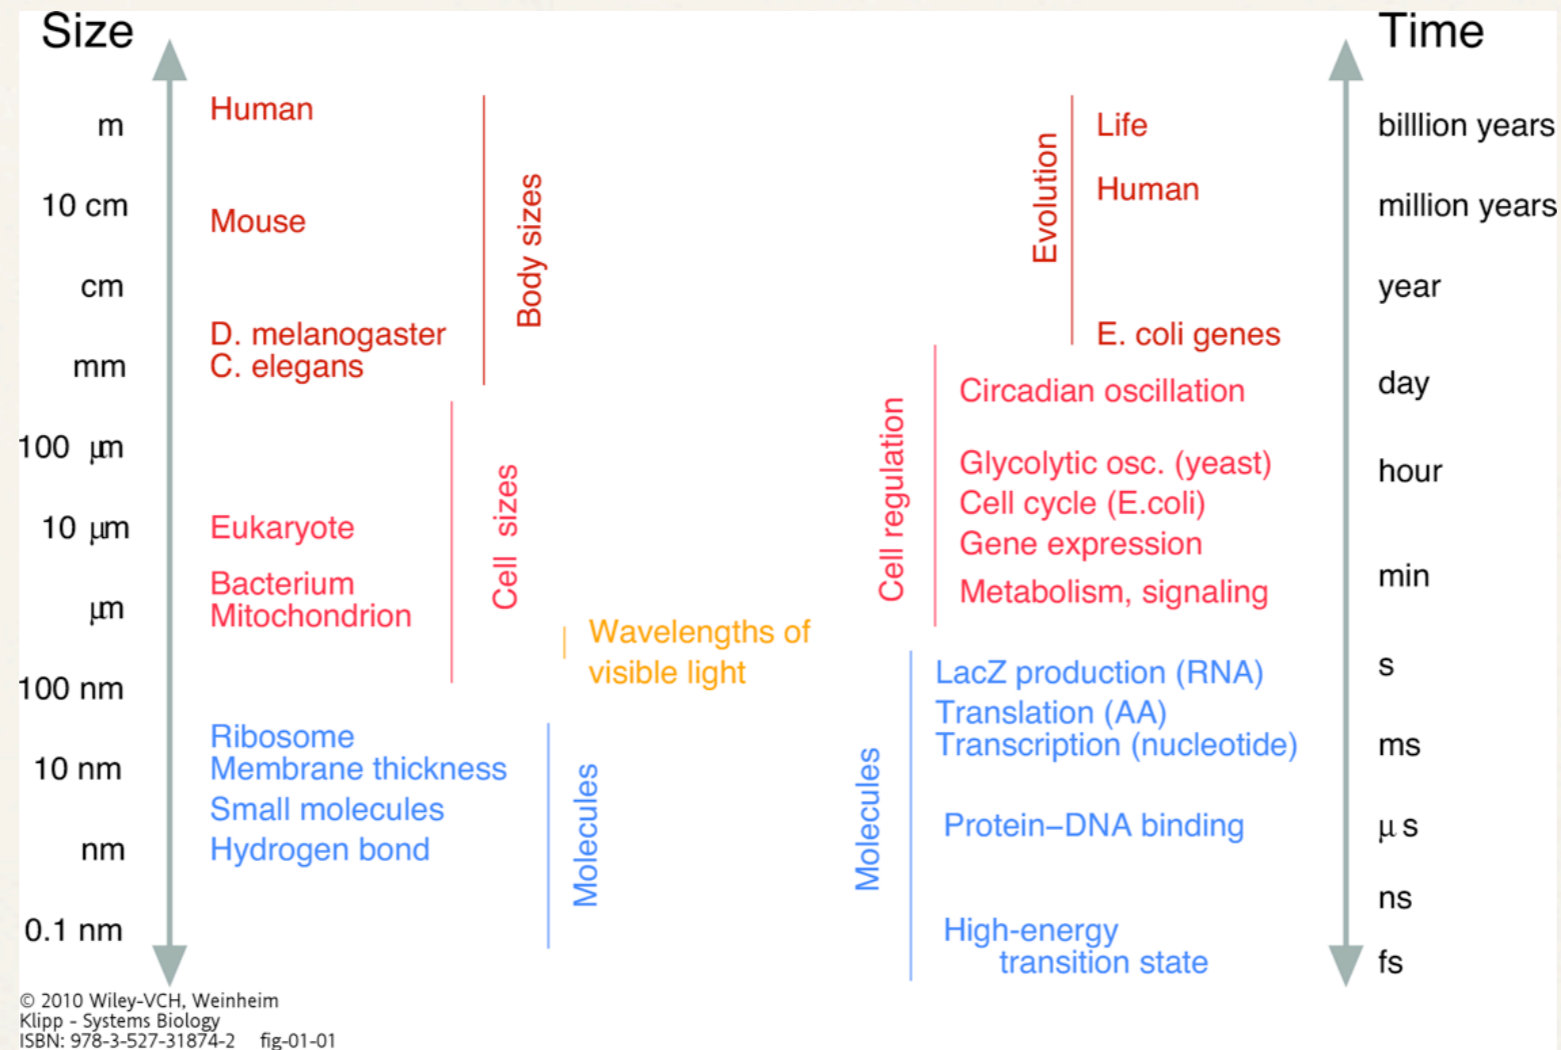 Size
m
10 cm
cm
mm
100 μm
10 μm
μm
100 nm
10 nm
nm
0.1 nm
Human
Mouse
D. melanogaster
C. elegans
Body sizes
Eukaryote
Bacterium
Mitochondrion
Cell sizes
Wavelengths of
visible light
Ribosome
Membrane thickness
Small molecules
Hydrogen bond
Molecules
Evolution
Life
Human
E. coli genes
Cell regulation
Circadian oscillation
Glycolytic osc. (yeast)
Cell cycle (E.coli)
Gene expression
Metabolism, signaling
Molecules
LacZ production (RNA)
Translation (AA)
Transcription (nucleotide)
Protein–DNA binding
High-energy
transition state
Time
billlion years
million years
year
day
hour
min
s
ms
μ s
ns
fs
© 2010 Wiley-VCH, Weinheim
Klipp - Systems Biology
ISBN: 978-3-527-31874-2 fig-01-01